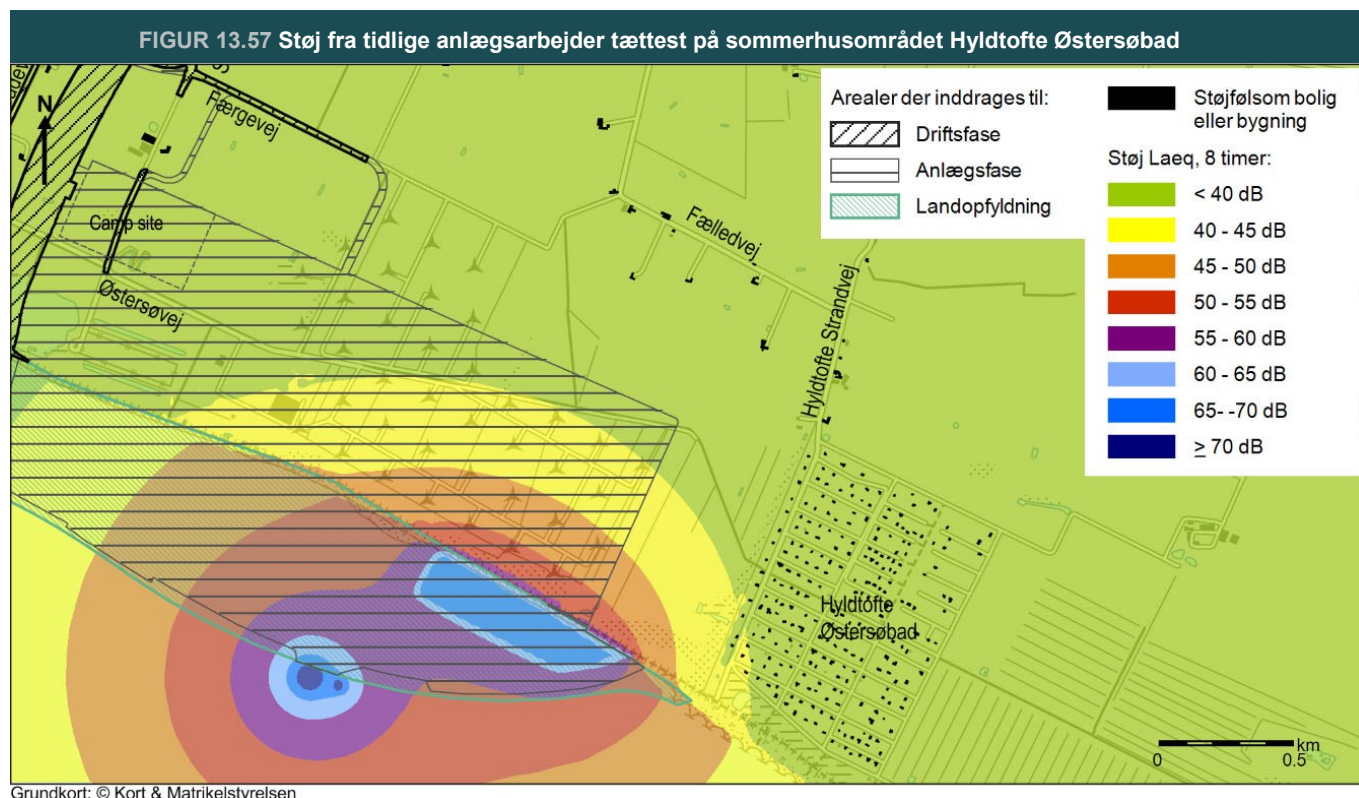 FIGUR 13.57 Støj fra tidlige anlægsarbejder tættest på sommerhusområdet Hyldtofte Østersøbad
N
Færgevej
Camp site
Østersøvej
Fælledvej
Hyldtofte Strandvej
Hyldtofte
Østersøbad
Arealer der inddrages til:
Driftsfase
Anlægsfase
Landopfyldning
Støjfølsom bolig
eller bygning
Støj Laeq, 8 timer:
< 40 dB
40 - 45 dB
45 - 50 dB
50 - 55 dB
55 - 60 dB
60 - 65 dB
65- -70 dB
≥ 70 dB
km
0 0.5
Grundkort: © Kort & Matrikelstyrelsen